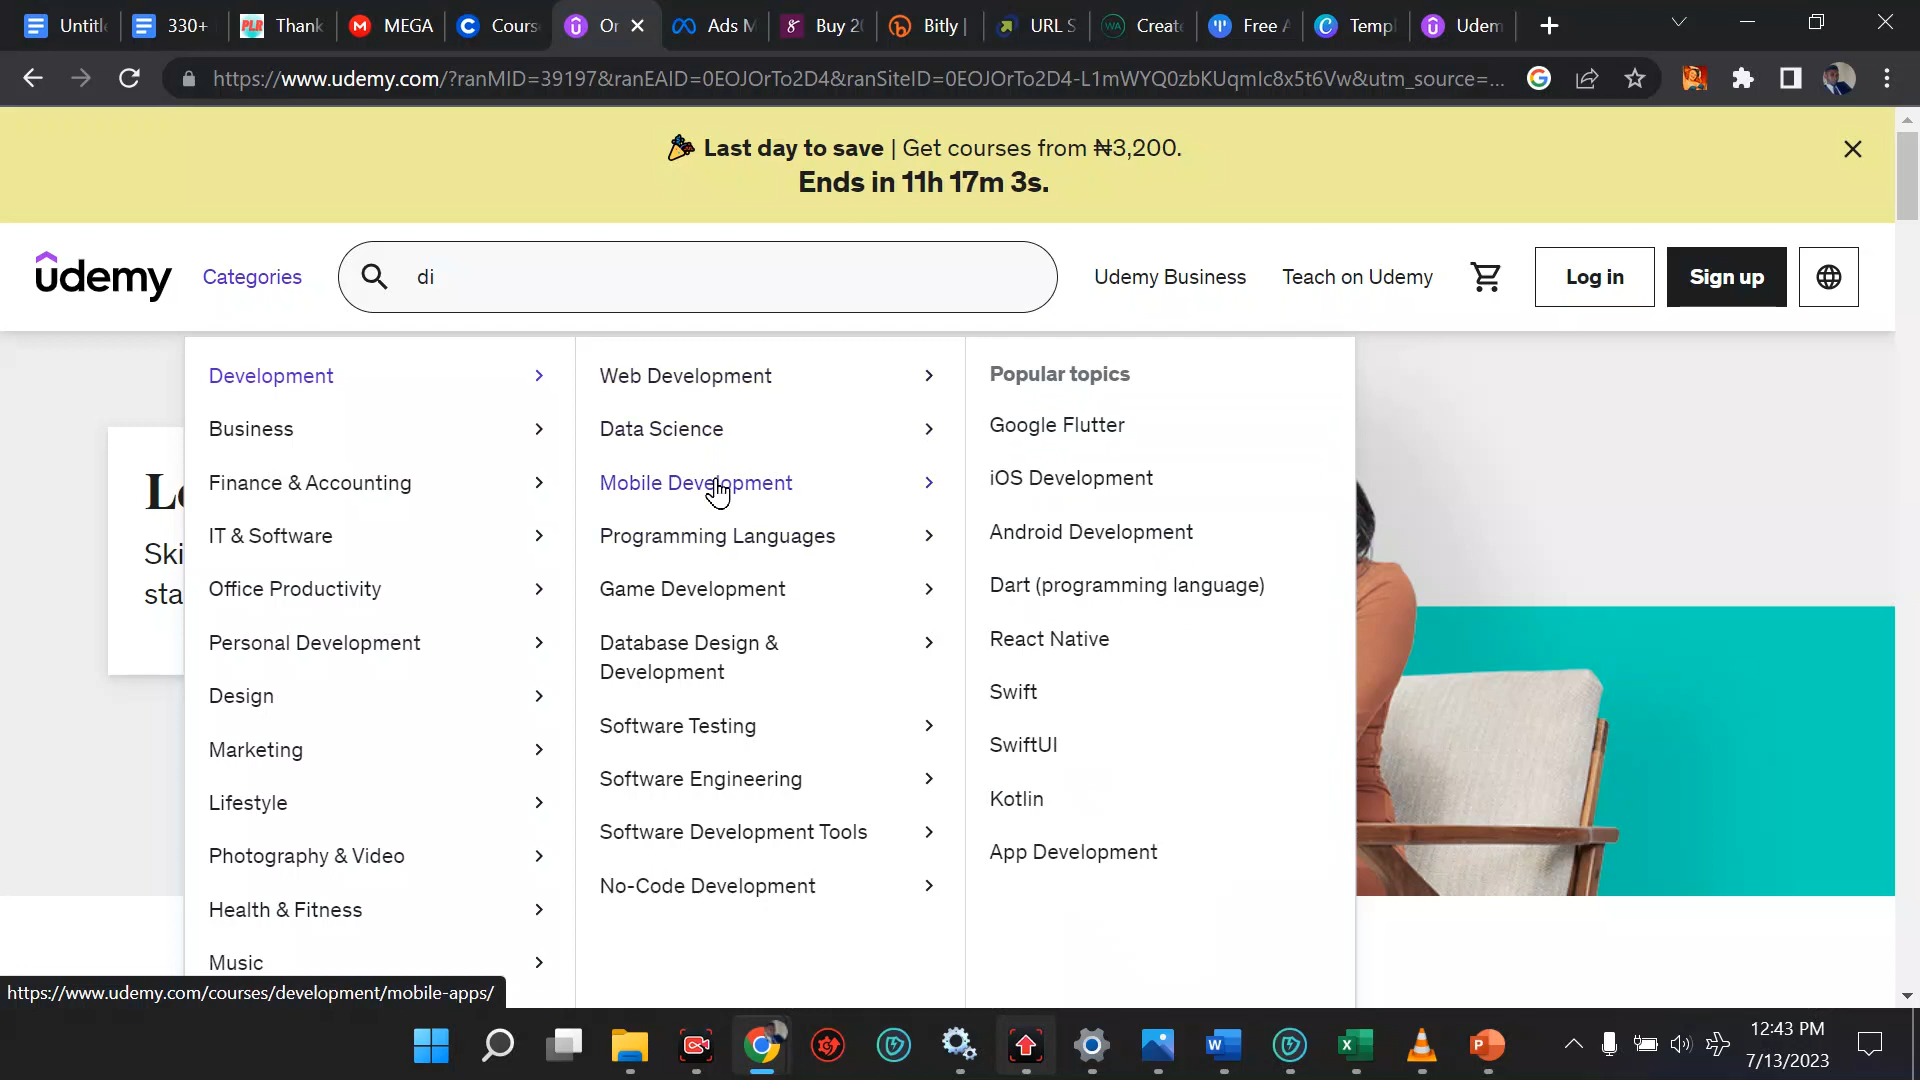 Untitl
330+
PLR
Thank
MEGA
Cours
Or
Ads M
Buy 20
Bitly |
URL S
Create
Free A
Templ
Udem
https://www.udemy.com/?ranMID=39197&ranEAID=0EOJOrTo2D4&ranSiteID=0EOJOrTo2D4-L1mWYQ0zbKUqmIc8x5t6Vw&utm_source=...
Last day to save | Get courses from ₦3,200.
Ends in 11h 17m 3s.
udemy
Categories
di
Udemy Business
Teach on Udemy
Log in
Sign up
Le
Ski
sta
Development
Business
Finance & Accounting
IT & Software
Office Productivity
Personal Development
Design
Marketing
Lifestyle
Photography & Video
Health & Fitness
Music
Web Development
Data Science
Mobile Development
Programming Languages
Game Development
Database Design &
Development
Software Testing
Software Engineering
Software Development Tools
No-Code Development
Popular topics
Google Flutter
iOS Development
Android Development
Dart (programming language)
React Native
Swift
SwiftUI
Kotlin
App Development
https://www.udemy.com/courses/development/mobile-apps/
12:43 PM
7/13/2023